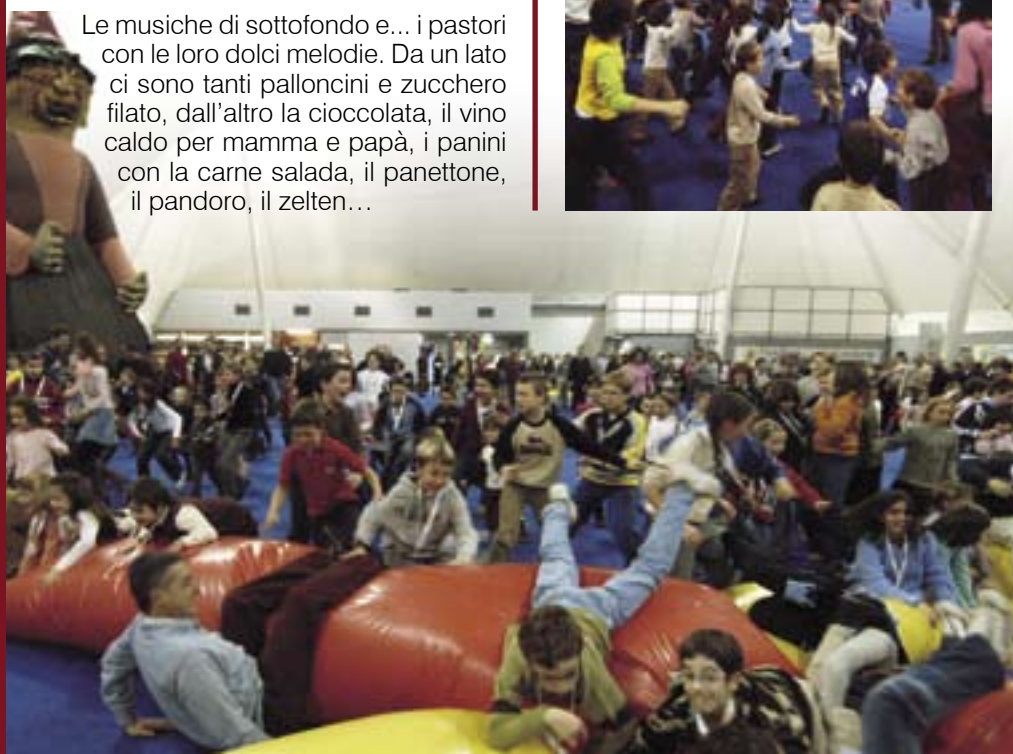 Le musiche di sottofondo e... i pastori
con le loro dolci melodie. Da un lato
ci sono tanti palloncini e zucchero
filato, dall'altro la cioccolata, il vino
caldo per mamma e papà, i panini
con la carne salada, il panettone,
il pandoro, il zelten…